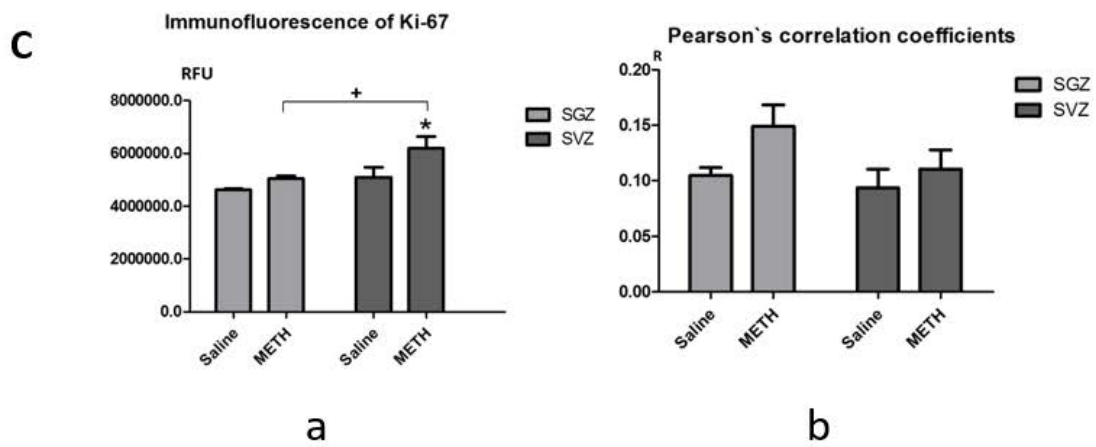 C
Immunofluorescence of Ki-67
RFU
8000000.0
6000000.0
4000000.0
2000000.0
0.0
+
*
SGZ
SVZ
Saline
METH
Saline
METH
a
Pearson`s correlation coefficients
R
0.20
0.15
0.10
0.05
0.00
SGZ
SVZ
Saline
METH
Saline
METH
b